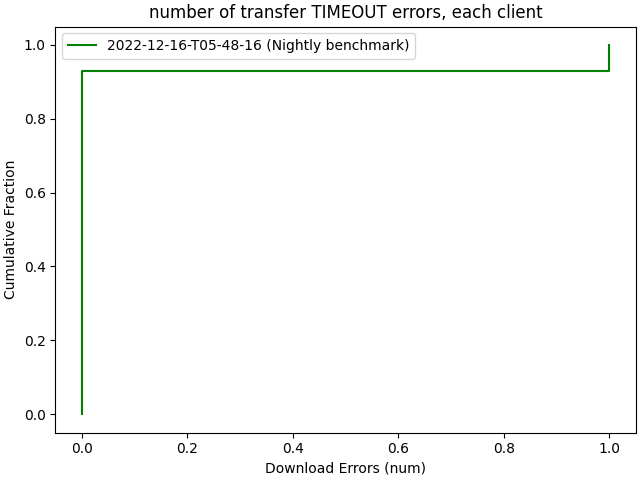 number of transfer TIMEOUT errors, each client
2022-12-16-T05-48-16 (Nightly benchmark)
1.0
0.8
0.6
0.4
0.2
0.0
Cumulative Fraction
0.0 0.2 0.4 0.6 0.8 1.0
Download Errors (num)